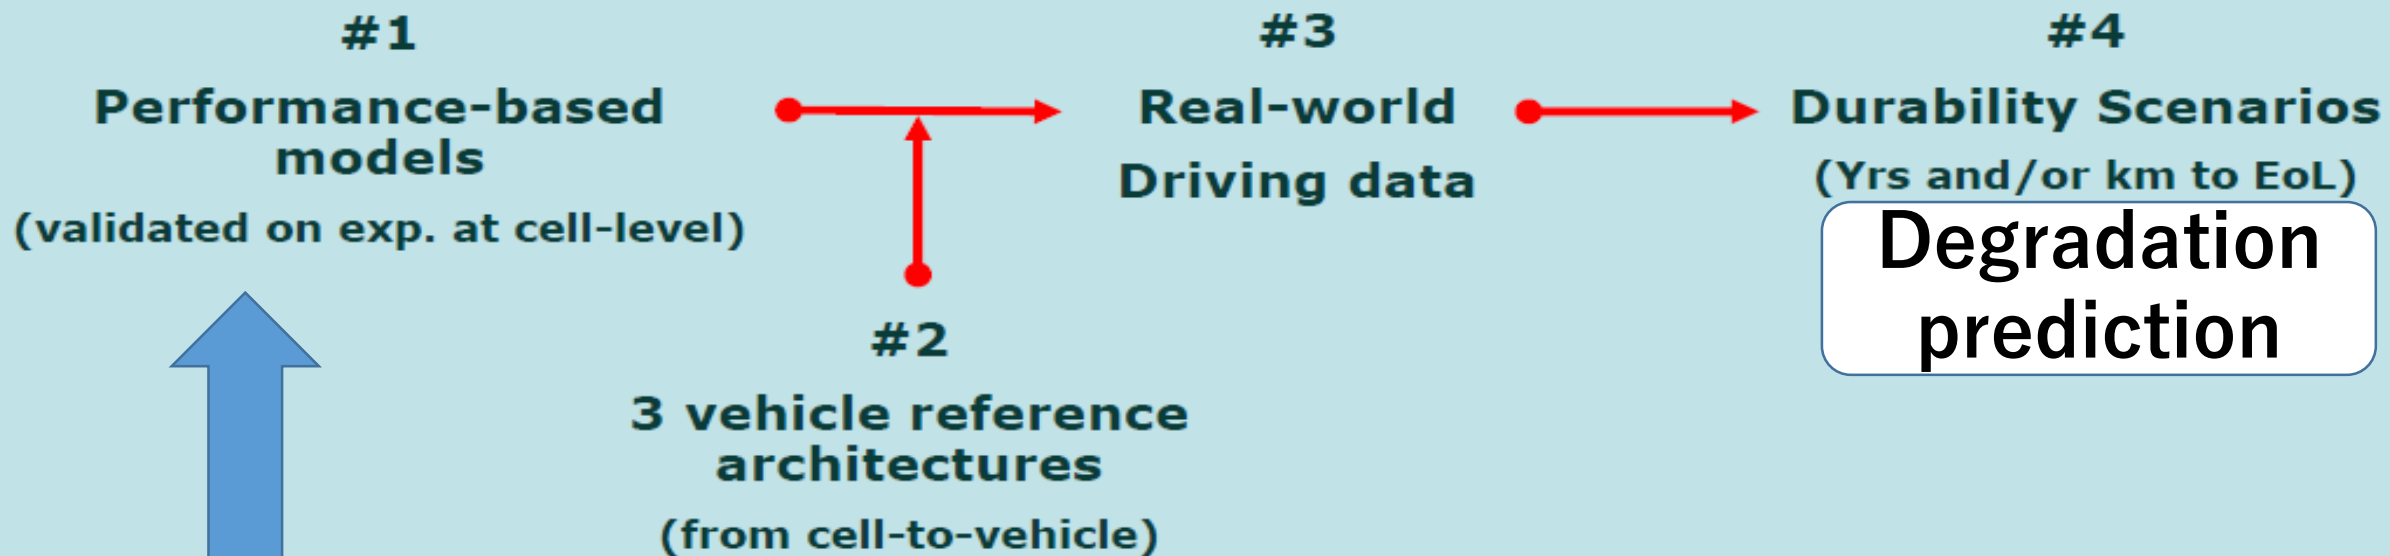 #1
Performance-based
models
(validated on exp. at cell-level)
#2
3 vehicle reference
architectures
(from cell-to-vehicle)
#3
Real-world
Driving data
#4
Durability Scenarios
(Yrs and/or km to EoL)
Degradation
prediction